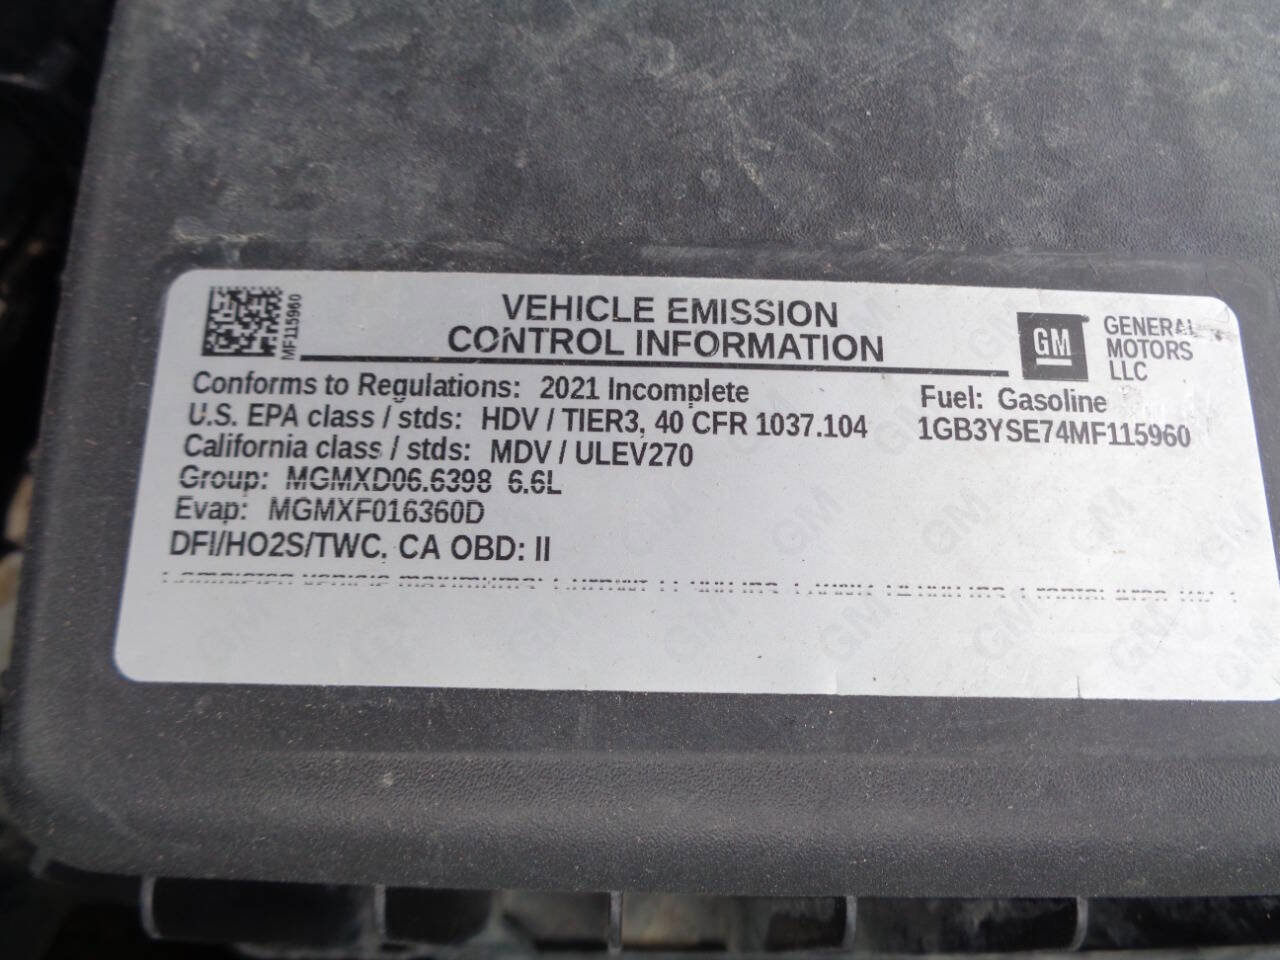 MF115960
VEHICLE EMISSION
CONTROL INFORMATION
GM
GENERAL
MOTORS
LLC
Conforms to Regulations: 2021 Incomplete
Fuel: Gasoline
U.S. EPA class / stds: HDV / TIER3, 40 CFR 1037.104
1GB3YSE74MF115960
California class / stds: MDV / ULEV270
Group: MGMXD06.6398 6.6L
Evap: MGMXF016360D
DFI/HO2S/TWC, CA OBD: II